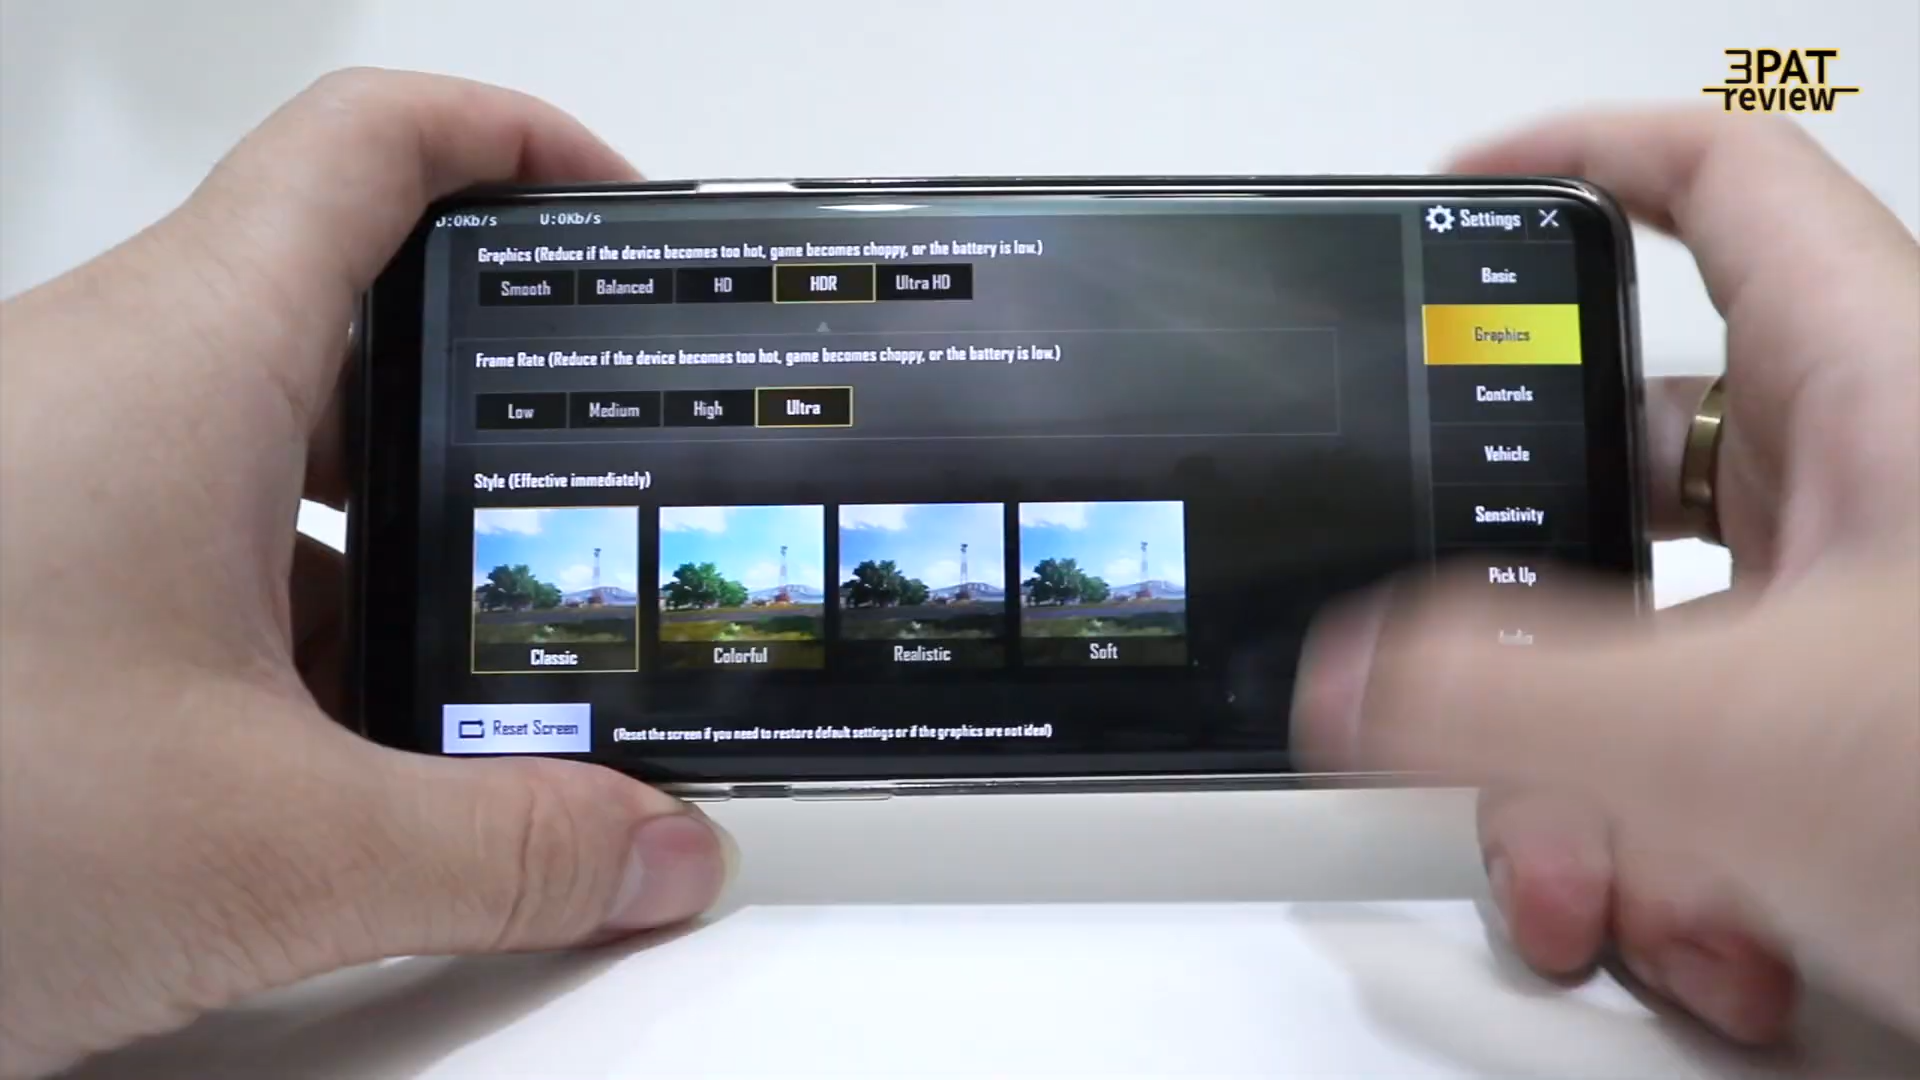 3PAT
review
D:0Kb/s U:0Kb/s
Settings
Graphics (Reduce if the device becomes too hot, game becomes choppy, or the battery is low.)
Smooth Balanced HD HDR Ultra HD
Frame Rate (Reduce if the device becomes too hot, game becomes choppy, or the battery is low.)
Low Medium High Ultra
Style (Effective immediately)
Classic Colorful Realistic Soft
Reset Screen (Reset the screen if you need to restore default settings or if the graphics are not ideal)
Basic
Graphics
Controls
Vehicle
Sensitivity
Pick Up